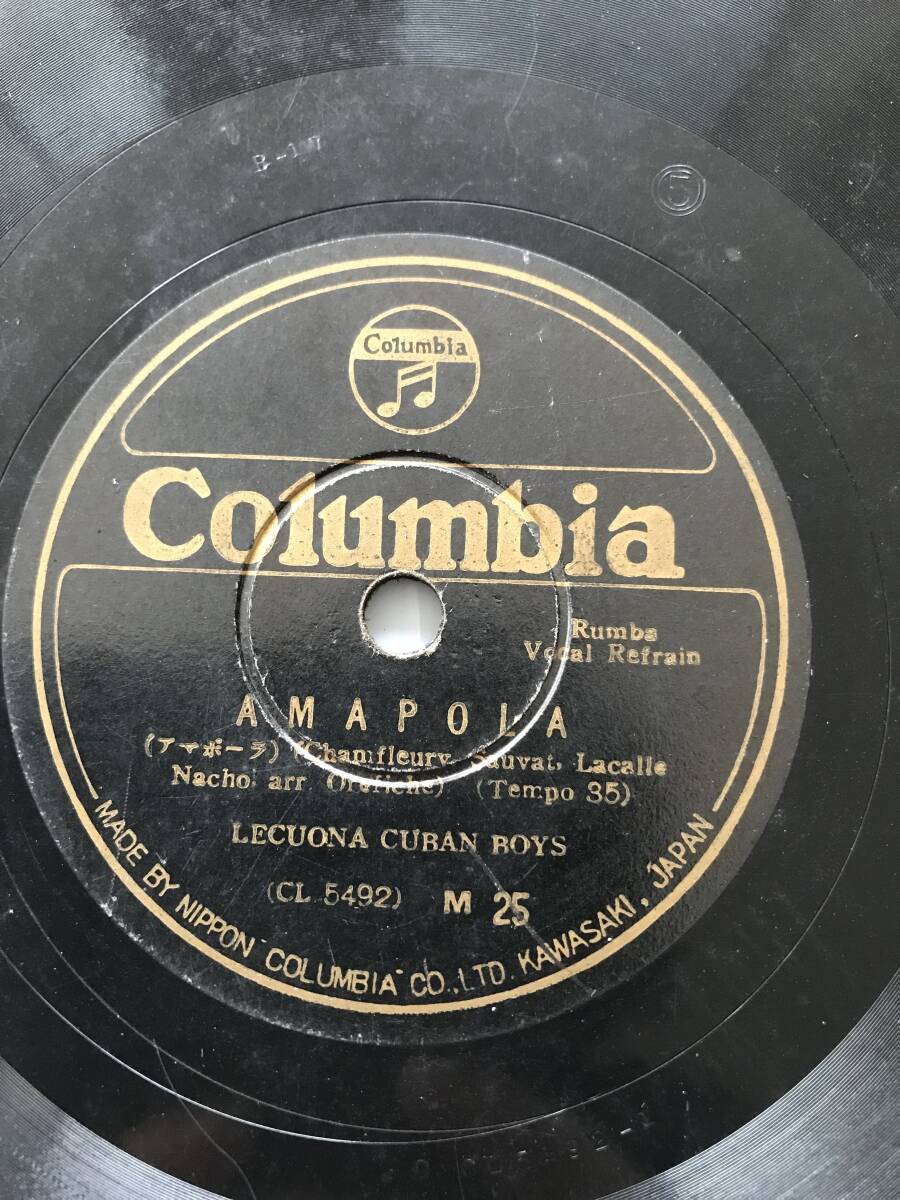 B-17
5
Columbia
Columbia
Rumba
Vocal Refrain
AMAPOLA
(アマポーラ) (Chamfleury, Sauvat, Lacalle
Nacho, arr Orefiche) (Tempo 35)
LECUONA CUBAN BOYS
(CL 5492) M 25
MADE BY NIPPON COLUMBIA CO., LTD. KAWASAKI, JAPAN